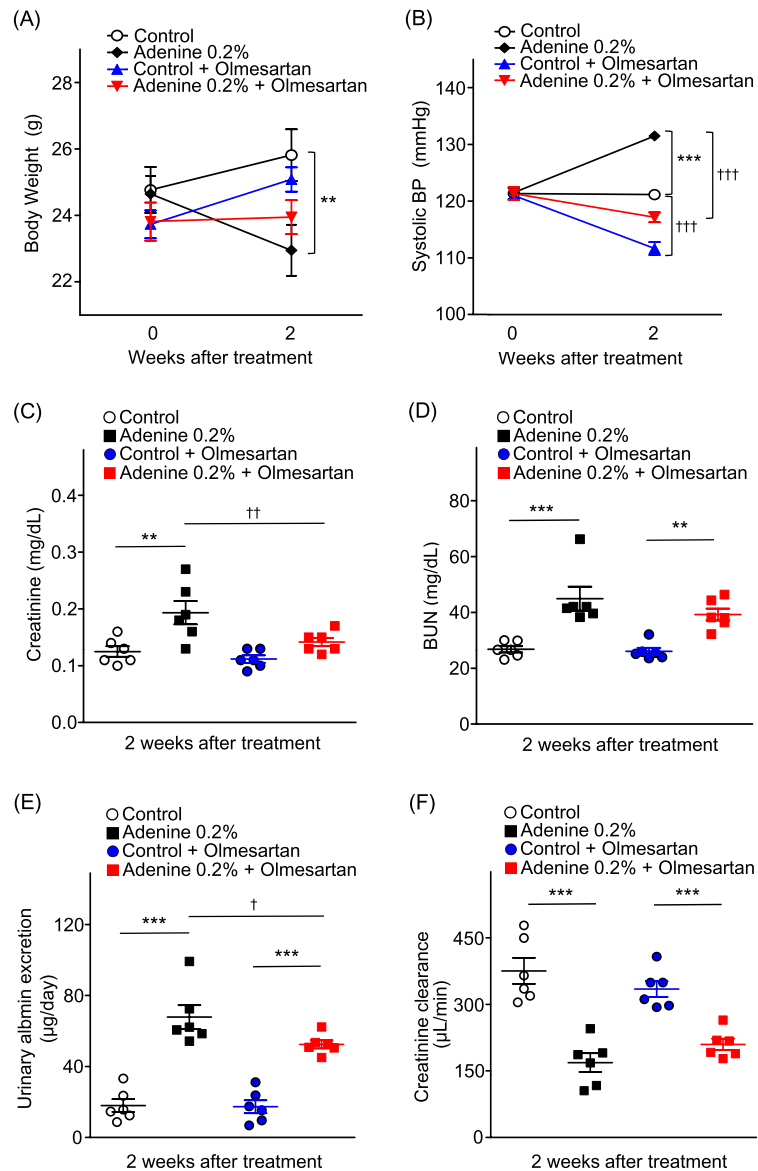 (A)
Control
Adenine 0.2%
Control + Olmesartan
Adenine 0.2% + Olmesartan
Body Weight (g)
28
26
24
22
**
0
2
Weeks after treatment
(B)
Control
Adenine 0.2%
Control + Olmesartan
Adenine 0.2% + Olmesartan
Systolic BP (mmHg)
140
130
120
110
100
***
†††
†††
0
2
Weeks after treatment
(C)
Control
Adenine 0.2%
Control + Olmesartan
Adenine 0.2% + Olmesartan
Creatinine (mg/dL)
0.4
0.3
0.2
0.1
0.0
**
††
2 weeks after treatment
(D)
Control
Adenine 0.2%
Control + Olmesartan
Adenine 0.2% + Olmesartan
BUN (mg/dL)
80
60
40
20
0
***
**
2 weeks after treatment
(E)
Control
Adenine 0.2%
Control + Olmesartan
Adenine 0.2% + Olmesartan
Urinary albmin excretion
(µg/day)
120
80
40
0
***
†
***
2 weeks after treatment
(F)
Control
Adenine 0.2%
Control + Olmesartan
Adenine 0.2% + Olmesartan
Creatinine clearance
(µL/min)
450
300
150
0
***
***
2 weeks after treatment